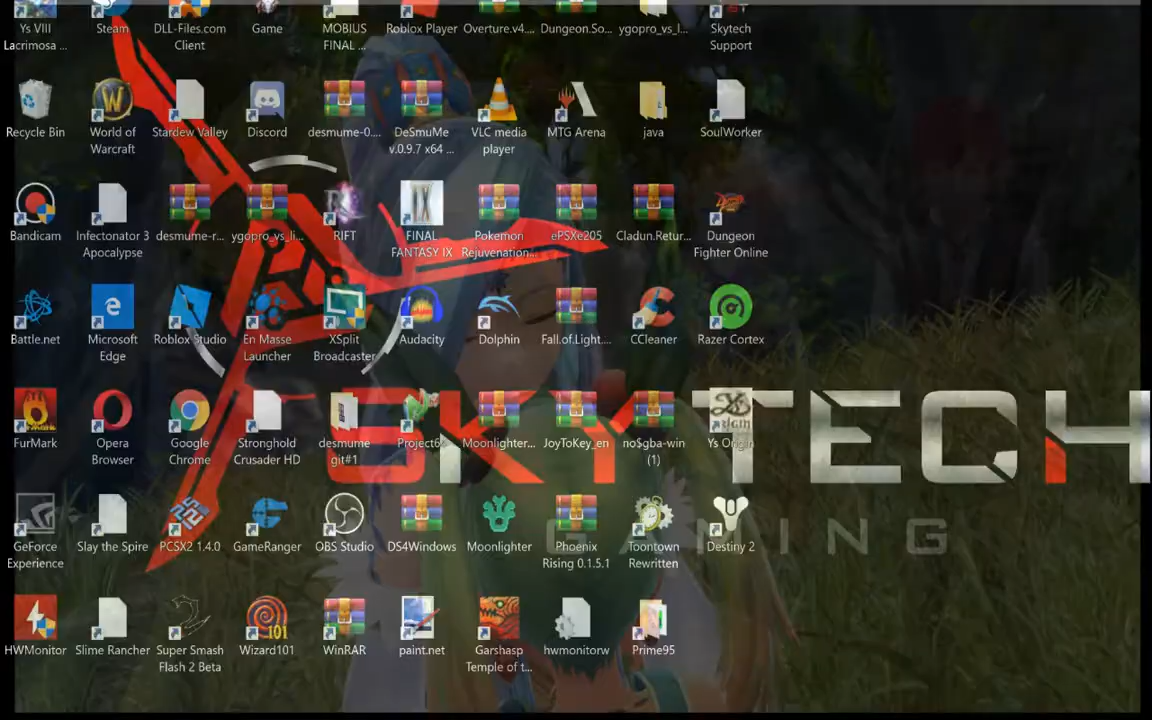 Ys VIII Lacrimosa ...
Steam
DLL-Files.com Client
Game
MOBIUS FINAL ...
Roblox Player
Overture.v4....
Dungeon.So...
ygopro_vs_l...
Skytech Support
Recycle Bin
World of Warcraft
Stardew Valley
Discord
desmume-0....
DeSmuMe v.0.9.7 x64 ...
VLC media player
MTG Arena
java
SoulWorker
Bandicam
Infectonator 3 Apocalypse
desmume-r...
ygopro_vs_li...
RIFT
FINAL FANTASY IX
Pokemon Rejuvenation...
ePSXe205
Cladun.Retur...
Dungeon Fighter Online
Battle.net
Microsoft Edge
Roblox Studio
En Masse Launcher
XSplit Broadcaster
Audacity
Dolphin
Fall.of.Light....
CCleaner
Razer Cortex
FurMark
Opera Browser
Google Chrome
Stronghold Crusader HD
desmume git#1
Project6
Moonlighter...
JoyToKey_en
no$gba-win (1)
Ys Origin
SKYTECH
GAMING
GeForce Experience
Slay the Spire
PCSX2 1.4.0
GameRanger
OBS Studio
DS4Windows
Moonlighter
Phoenix Rising 0.1.5.1
Toontown Rewritten
Destiny 2
HWMonitor
Slime Rancher
Super Smash Flash 2 Beta
101
Wizard101
WinRAR
paint.net
Garshasp Temple of t...
hwmonitorw
Prime95